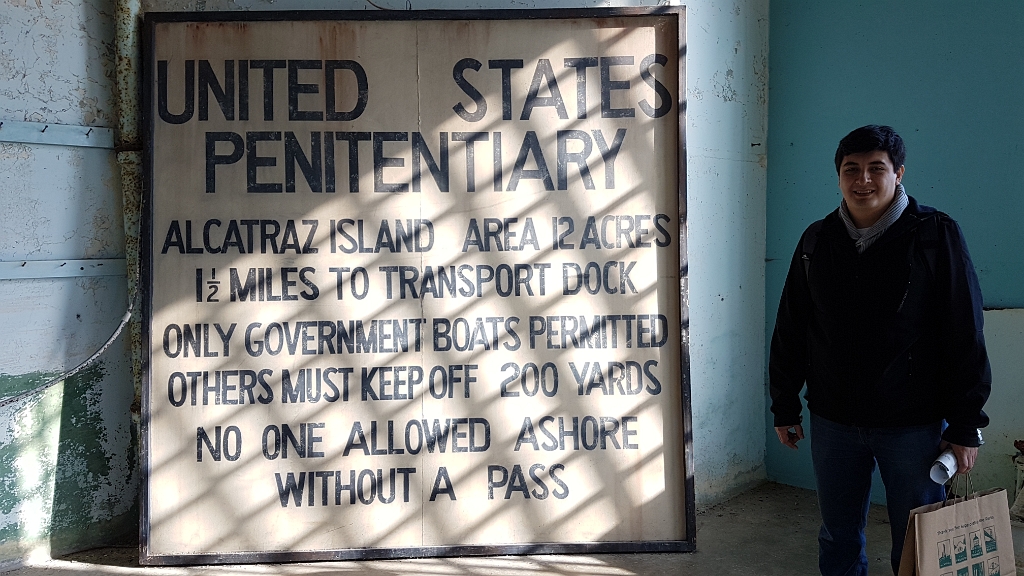 UNITED STATES
PENITENTIARY
ALCATRAZ ISLAND AREA 12 ACRES
1½ MILES TO TRANSPORT DOCK
ONLY GOVERNMENT BOATS PERMITTED
OTHERS MUST KEEP OFF 200 YARDS
NO ONE ALLOWED ASHORE
WITHOUT A PASS